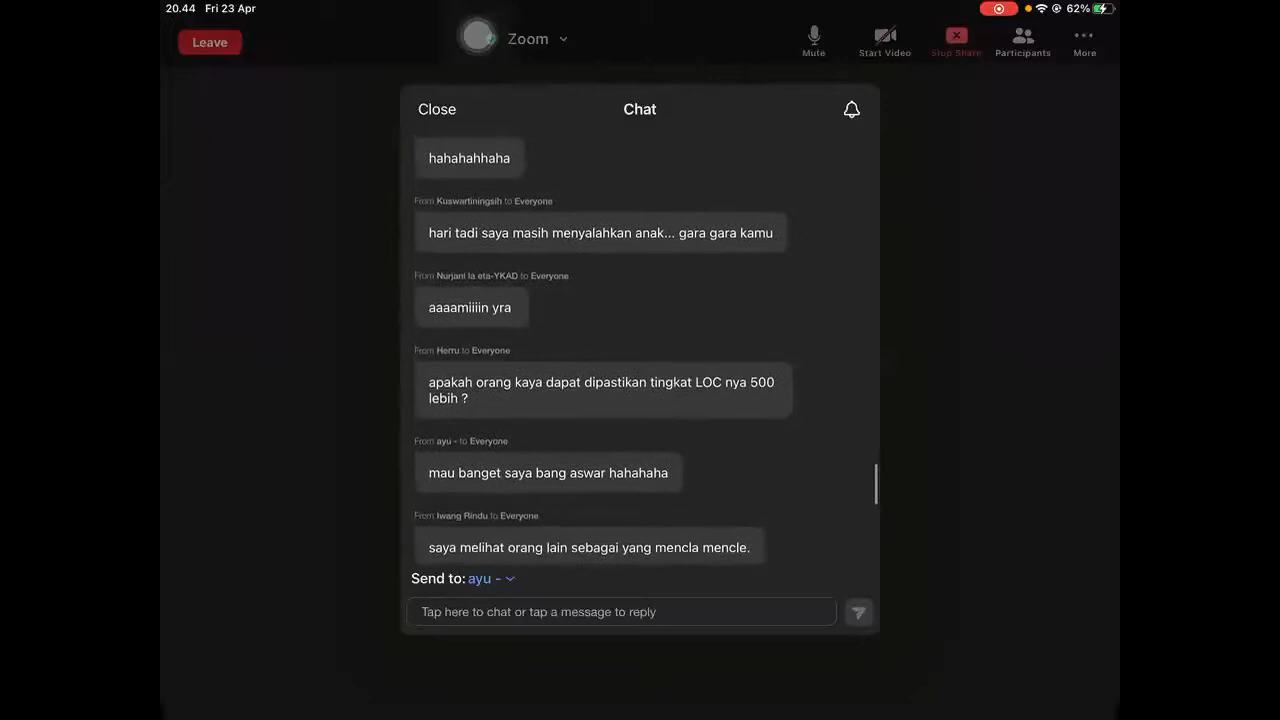 20.44 Fri 23 Apr
62%
Leave
Zoom
Mute
Start Video
Stop Share
Participants
More
Close
Chat
hahahahhaha
From Kuswartiningsih to Everyone
hari tadi saya masih menyalahkan anak... gara gara kamu
From Nurjani la eta-YKAD to Everyone
aaaamiiiin yra
From Herru to Everyone
apakah orang kaya dapat dipastikan tingkat LOC nya 500
lebih ?
From ayu - to Everyone
mau banget saya bang aswar hahahaha
From Iwang Rindu to Everyone
saya melihat orang lain sebagai yang mencla mencle.
Send to: ayu -
Tap here to chat or tap a message to reply